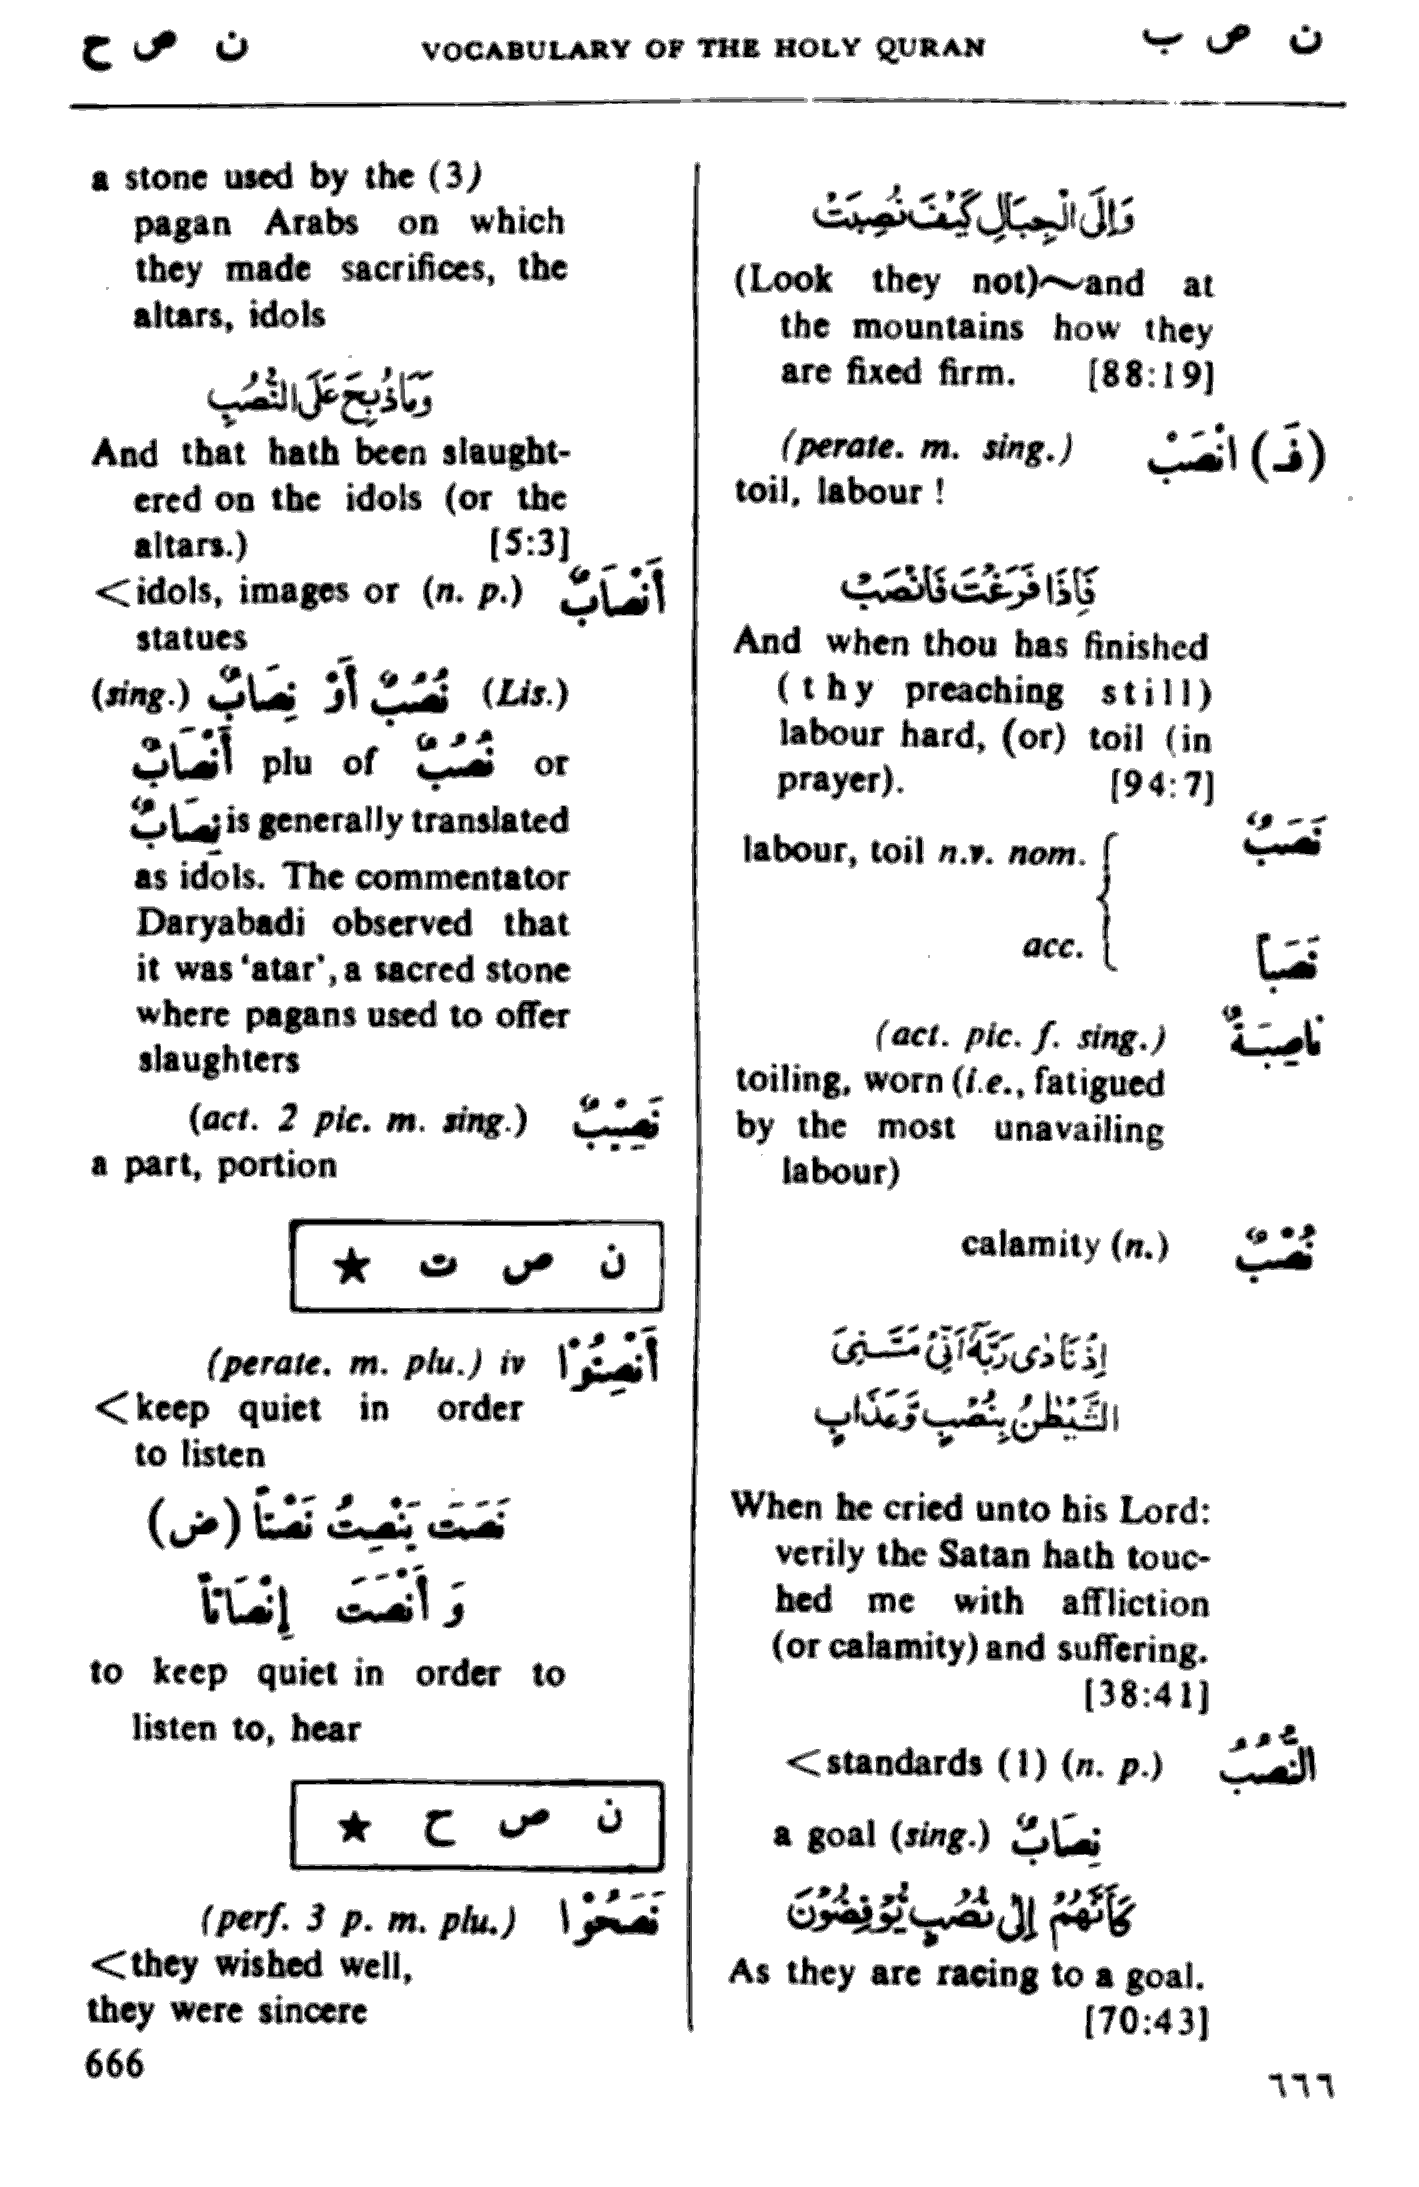 ن ص ب
VOCABULARY OF THE HOLY QURAN
ن ص ح
وَإِلَى الْجِبَالِ كَيْفَ نُصِبَتْ
(Look they not)~and at
the mountains how they
are fixed firm. [88:19]
(فَـ) انْصَبْ (perate. m. sing.)
toil, labour !
فَإِذَا فَرَغْتَ فَانْصَبْ
And when thou has finished
(thy preaching still)
labour hard, (or) toil (in
prayer). [94:7]
نَصَبٌ labour, toil n.v. nom.
نَصَباً acc.
نَاصِبَةٌ (act. pic. f. sing.)
toiling, worn (i.e., fatigued
by the most unavailing
labour)
نُصْبٌ calamity (n.)
إِذْ نَادٰى رَبَّهٗٓ اَنِّىْ مَسَّنِىَ
الشَّيْطٰنُ بِنُصْبٍ وَّعَذَابٍ
When he cried unto his Lord:
verily the Satan hath touc-
hed me with affliction
(or calamity) and suffering.
[38:41]
النُّصُبُ <standards (1) (n. p.)
a goal (sing.) نِصَابٌ
كَأَنَّهُمْ إِلَى نُصُبٍ يُّوْفِضُوْنَ
As they are racing to a goal.
[70:43]
a stone used by the (3)
pagan Arabs on which
they made sacrifices, the
altars, idols
وَمَا ذُبِحَ عَلَى النُّصُبِ
And that hath been slaught-
ered on the idols (or the
altars.) [5:3]
<idols, images or (n. p.) أَنْصَابٌ
statues
(sing.) نُصُبٌ أَوْ نِصَابٌ (Lis.)
أَنْصَابٌ plu of نُصُبٌ or
نِصَابٌ is generally translated
as idols. The commentator
Daryabadi observed that
it was 'atar', a sacred stone
where pagans used to offer
slaughters
(act. 2 pic. m. sing.) نَصِيْبٌ
a part, portion
ن ص ت ★
(perate. m. plu.) iv أَنْصِتُوْا
<keep quiet in order
to listen
نَصَتَ يَنْصِتُ نَصْتاً (ض)
وَ أَنْصَتَ إِنْصَاتاً
to keep quiet in order to
listen to, hear
ن ص ح ★
(perf. 3 p. m. plu.) نَصَحُوْا
<they wished well,
they were sincere
666
٦٦٦